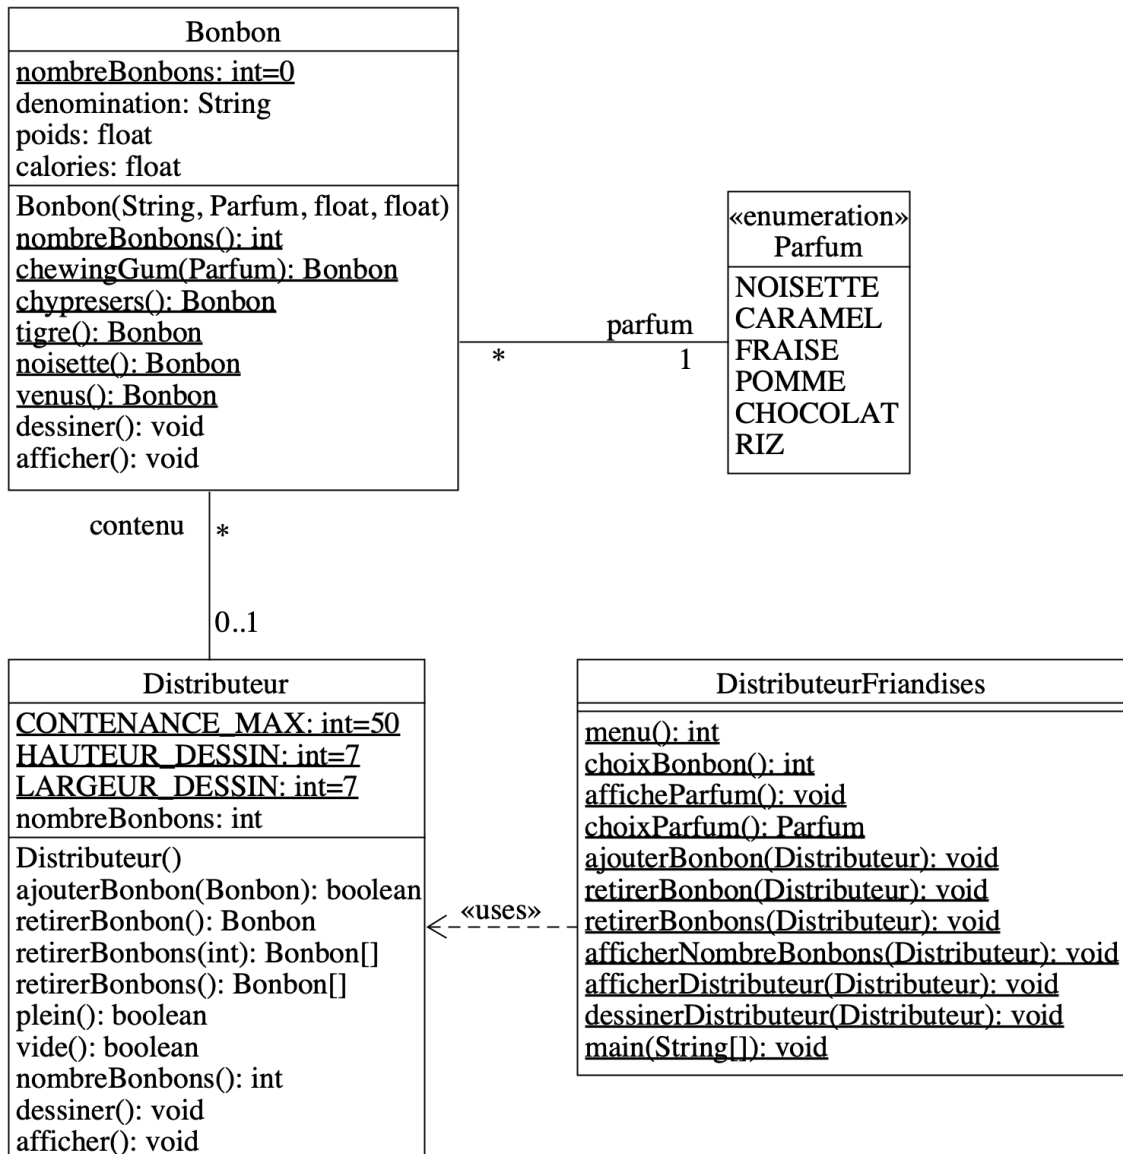 Bonbon
nombreBonbons: int=0
denomination: String
poids: float
calories: float
Bonbon(String, Parfum, float, float)
nombreBonbons(): int
chewingGum(Parfum): Bonbon
chypresers(): Bonbon
tigre(): Bonbon
noisette(): Bonbon
venus(): Bonbon
dessiner(): void
afficher(): void
«enumeration»
Parfum
NOISETTE
CARAMEL
FRAISE
POMME
CHOCOLAT
RIZ
parfum
*
1
contenu
*
0..1
Distributeur
CONTENANCE_MAX: int=50
HAUTEUR_DESSIN: int=7
LARGEUR_DESSIN: int=7
nombreBonbons: int
Distributeur()
ajouterBonbon(Bonbon): boolean
retirerBonbon(): Bonbon
retirerBonbons(int): Bonbon[]
retirerBonbons(): Bonbon[]
plein(): boolean
vide(): boolean
nombreBonbons(): int
dessiner(): void
afficher(): void
«uses»
DistributeurFriandises
menu(): int
choixBonbon(): int
afficheParfum(): void
choixParfum(): Parfum
ajouterBonbon(Distributeur): void
retirerBonbon(Distributeur): void
retirerBonbons(Distributeur): void
afficherNombreBonbons(Distributeur): void
afficherDistributeur(Distributeur): void
dessinerDistributeur(Distributeur): void
main(String[]): void